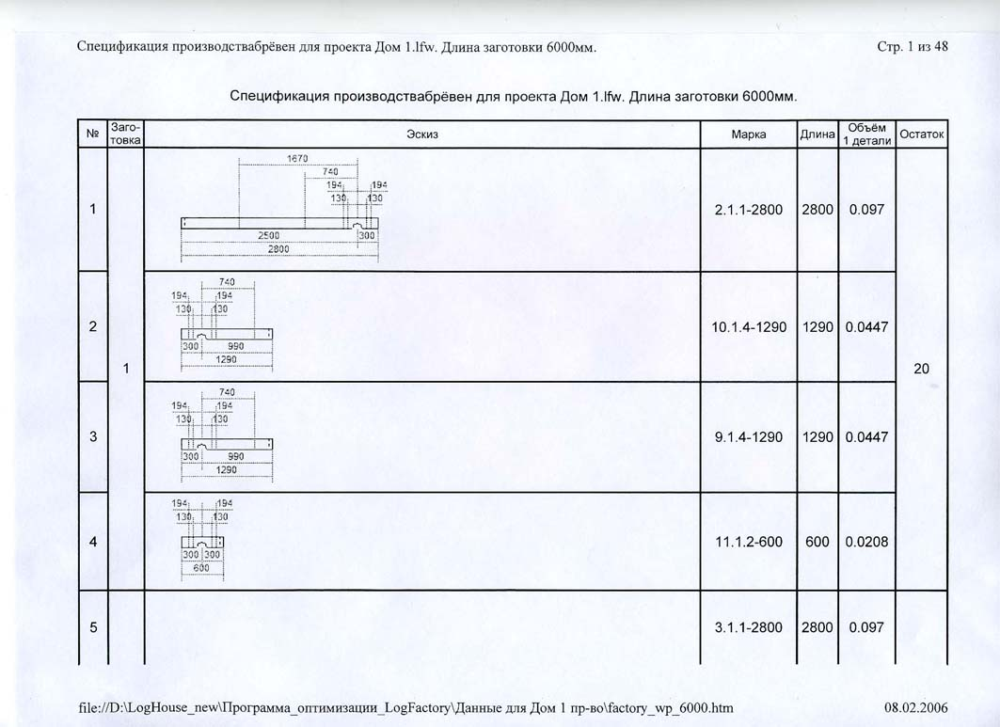 Спецификация производствабрёвен для проекта Дом 1.lfw. Длина заготовки 6000мм. Стр. 1 из 48
Спецификация производствабрёвен для проекта Дом 1.lfw. Длина заготовки 6000мм.
№ Заго-товка Эскиз Марка Длина Объём 1 детали Остаток
1670
740
194 194
130 130
1 2.1.1-2800 2800 0.097
2500 300
2800
740
194 194
130 130
2 10.1.4-1290 1290 0.0447
300 990
1290
1 20
740
194 194
130 130
3 9.1.4-1290 1290 0.0447
300 990
1290
194 194
130 130
4 11.1.2-600 600 0.0208
300 300
600
5 3.1.1-2800 2800 0.097
file://D:\LogHouse_new\Программа_оптимизации_LogFactory\Данные для Дом 1 пр-во\factory_wp_6000.htm 08.02.2006